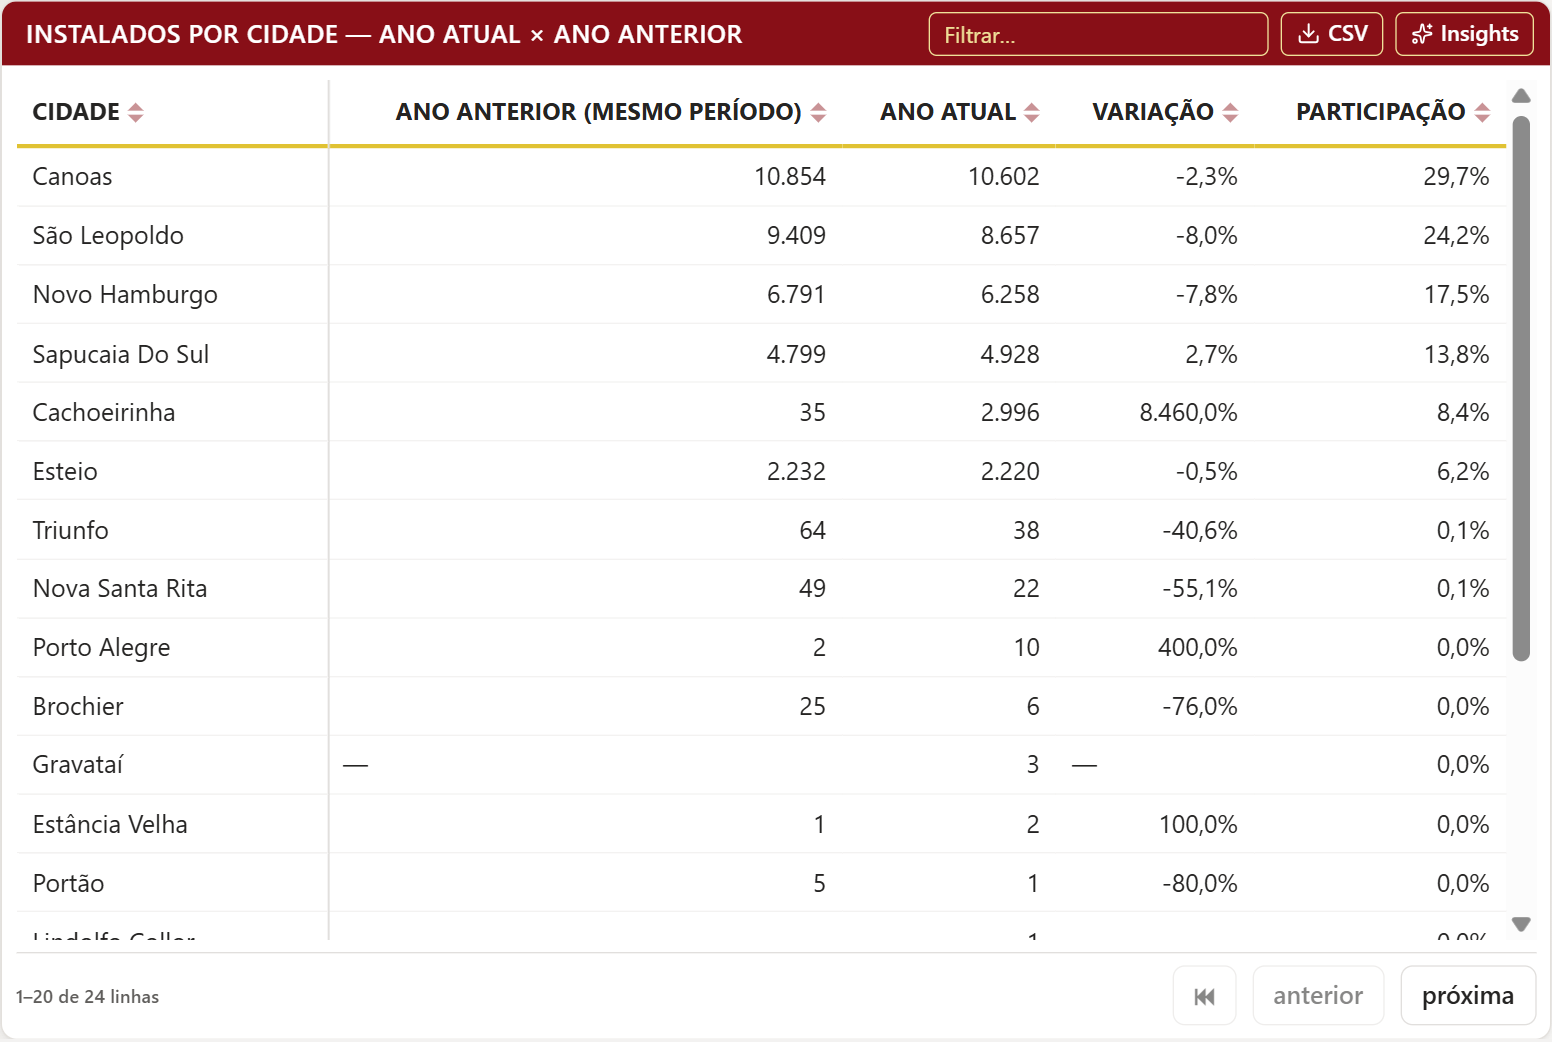 INSTALADOS POR CIDADE — ANO ATUAL × ANO ANTERIOR Filtrar... CSV Insights
CIDADE ANO ANTERIOR (MESMO PERÍODO) ANO ATUAL VARIAÇÃO PARTICIPAÇÃO
Canoas 10.854 10.602 -2,3% 29,7%
São Leopoldo 9.409 8.657 -8,0% 24,2%
Novo Hamburgo 6.791 6.258 -7,8% 17,5%
Sapucaia Do Sul 4.799 4.928 2,7% 13,8%
Cachoeirinha 35 2.996 8.460,0% 8,4%
Esteio 2.232 2.220 -0,5% 6,2%
Triunfo 64 38 -40,6% 0,1%
Nova Santa Rita 49 22 -55,1% 0,1%
Porto Alegre 2 10 400,0% 0,0%
Brochier 25 6 -76,0% 0,0%
Gravataí — 3 — 0,0%
Estância Velha 1 2 100,0% 0,0%
Portão 5 1 -80,0% 0,0%
1–20 de 24 linhas anterior próxima